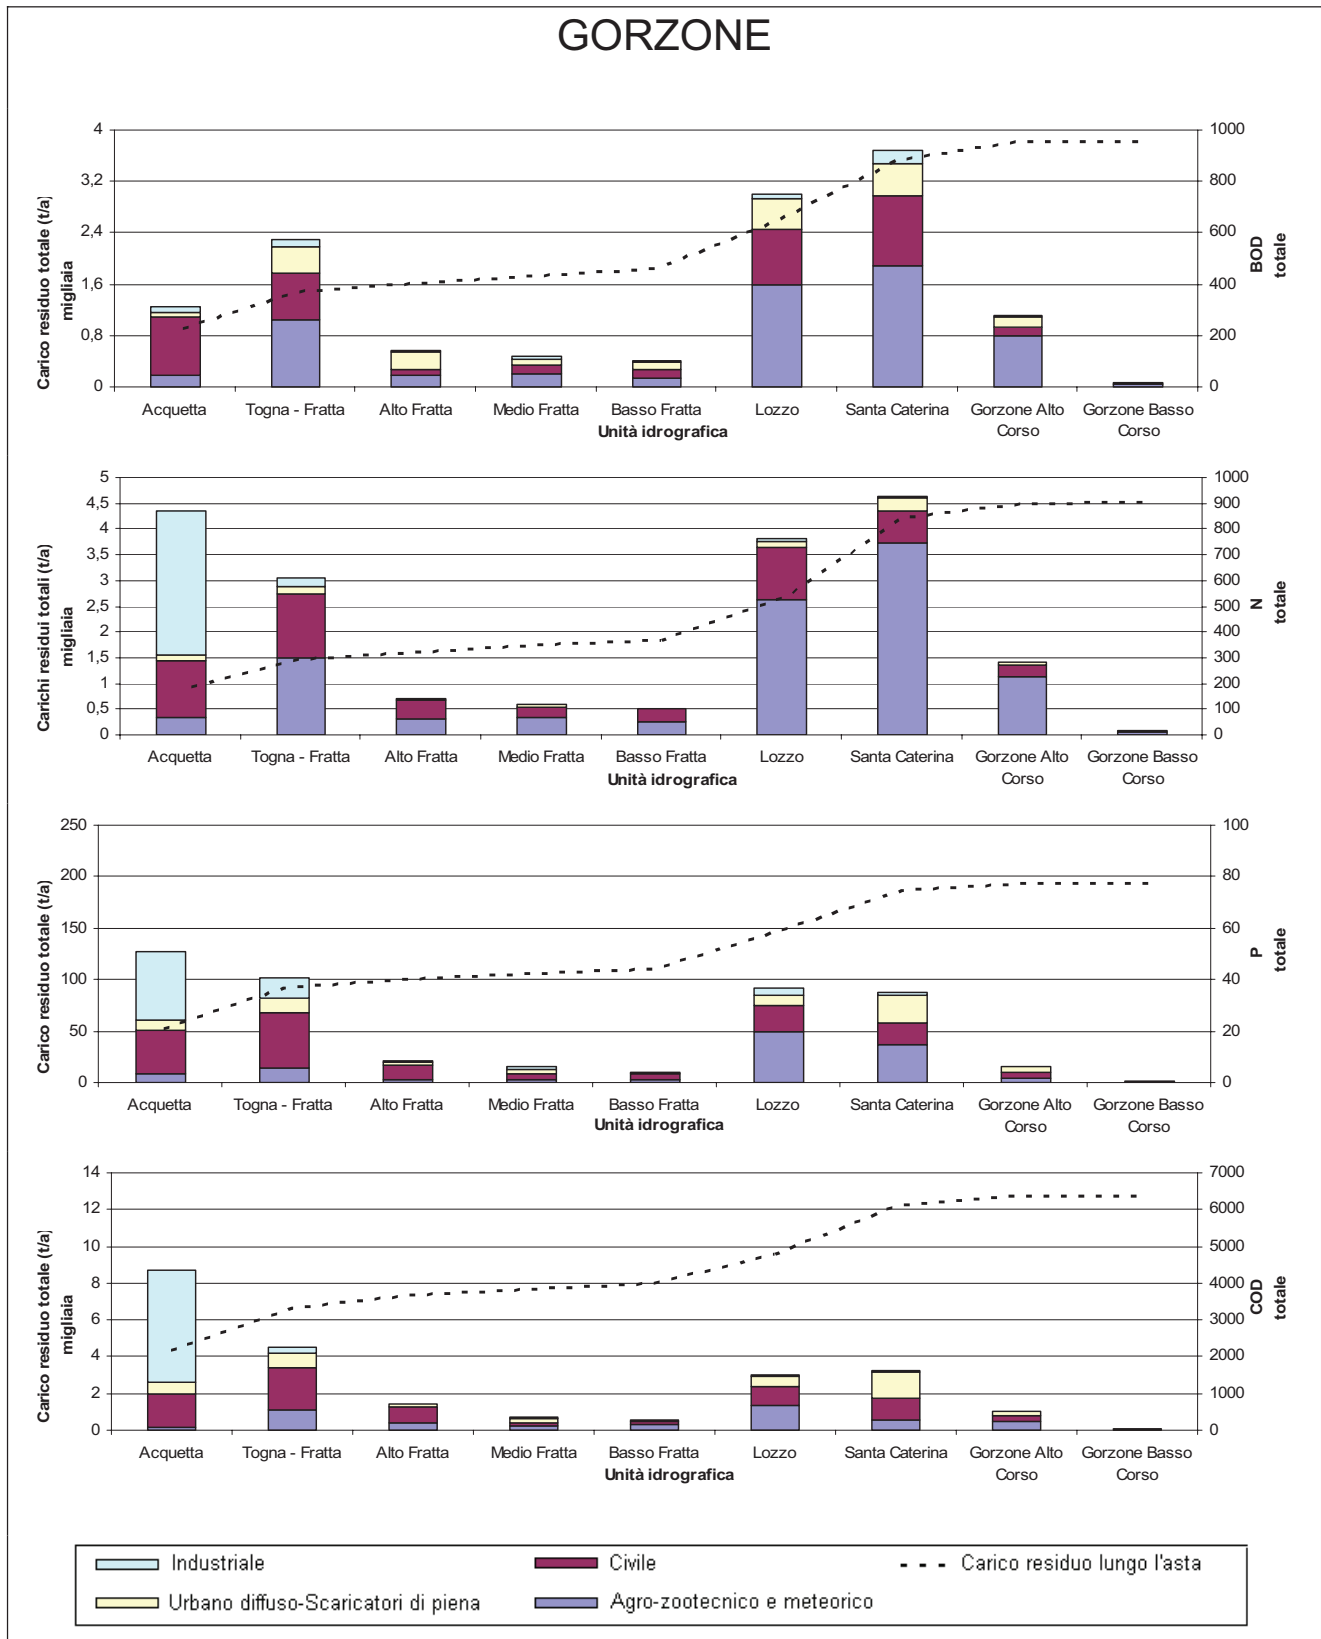 GORZONE
Carico residuo totale (t/a)
migliaia
4
3,2
2,4
1,6
0,8
0
1000
800
600
400
200
0
BOD
totale
Acquetta Togna - Fratta Alto Fratta Medio Fratta Basso Fratta Lozzo Santa Caterina Gorzone Alto Gorzone Basso
Corso Corso
Unità idrografica
Carichi residui totali (t/a)
migliaia
5
4,5
4
3,5
3
2,5
2
1,5
1
0,5
0
1000
900
800
700
600
500
400
300
200
100
0
N
totale
Acquetta Togna - Fratta Alto Fratta Medio Fratta Basso Fratta Lozzo Santa Caterina Gorzone Alto Gorzone Basso
Corso Corso
Unità idrografica
Carico residuo totale (t/a)
250
200
150
100
50
0
100
80
60
40
20
0
P
totale
Acquetta Togna - Fratta Alto Fratta Medio Fratta Basso Fratta Lozzo Santa Caterina Gorzone Alto Gorzone Basso
Corso Corso
Unità idrografica
Carico residuo totale (t/a)
migliaia
14
12
10
8
6
4
2
0
7000
6000
5000
4000
3000
2000
1000
0
COD
totale
Acquetta Togna - Fratta Alto Fratta Medio Fratta Basso Fratta Lozzo Santa Caterina Gorzone Alto Gorzone Basso
Corso Corso
Unità idrografica
Industriale Civile Carico residuo lungo l'asta
Urbano diffuso-Scaricatori di piena Agro-zootecnico e meteorico